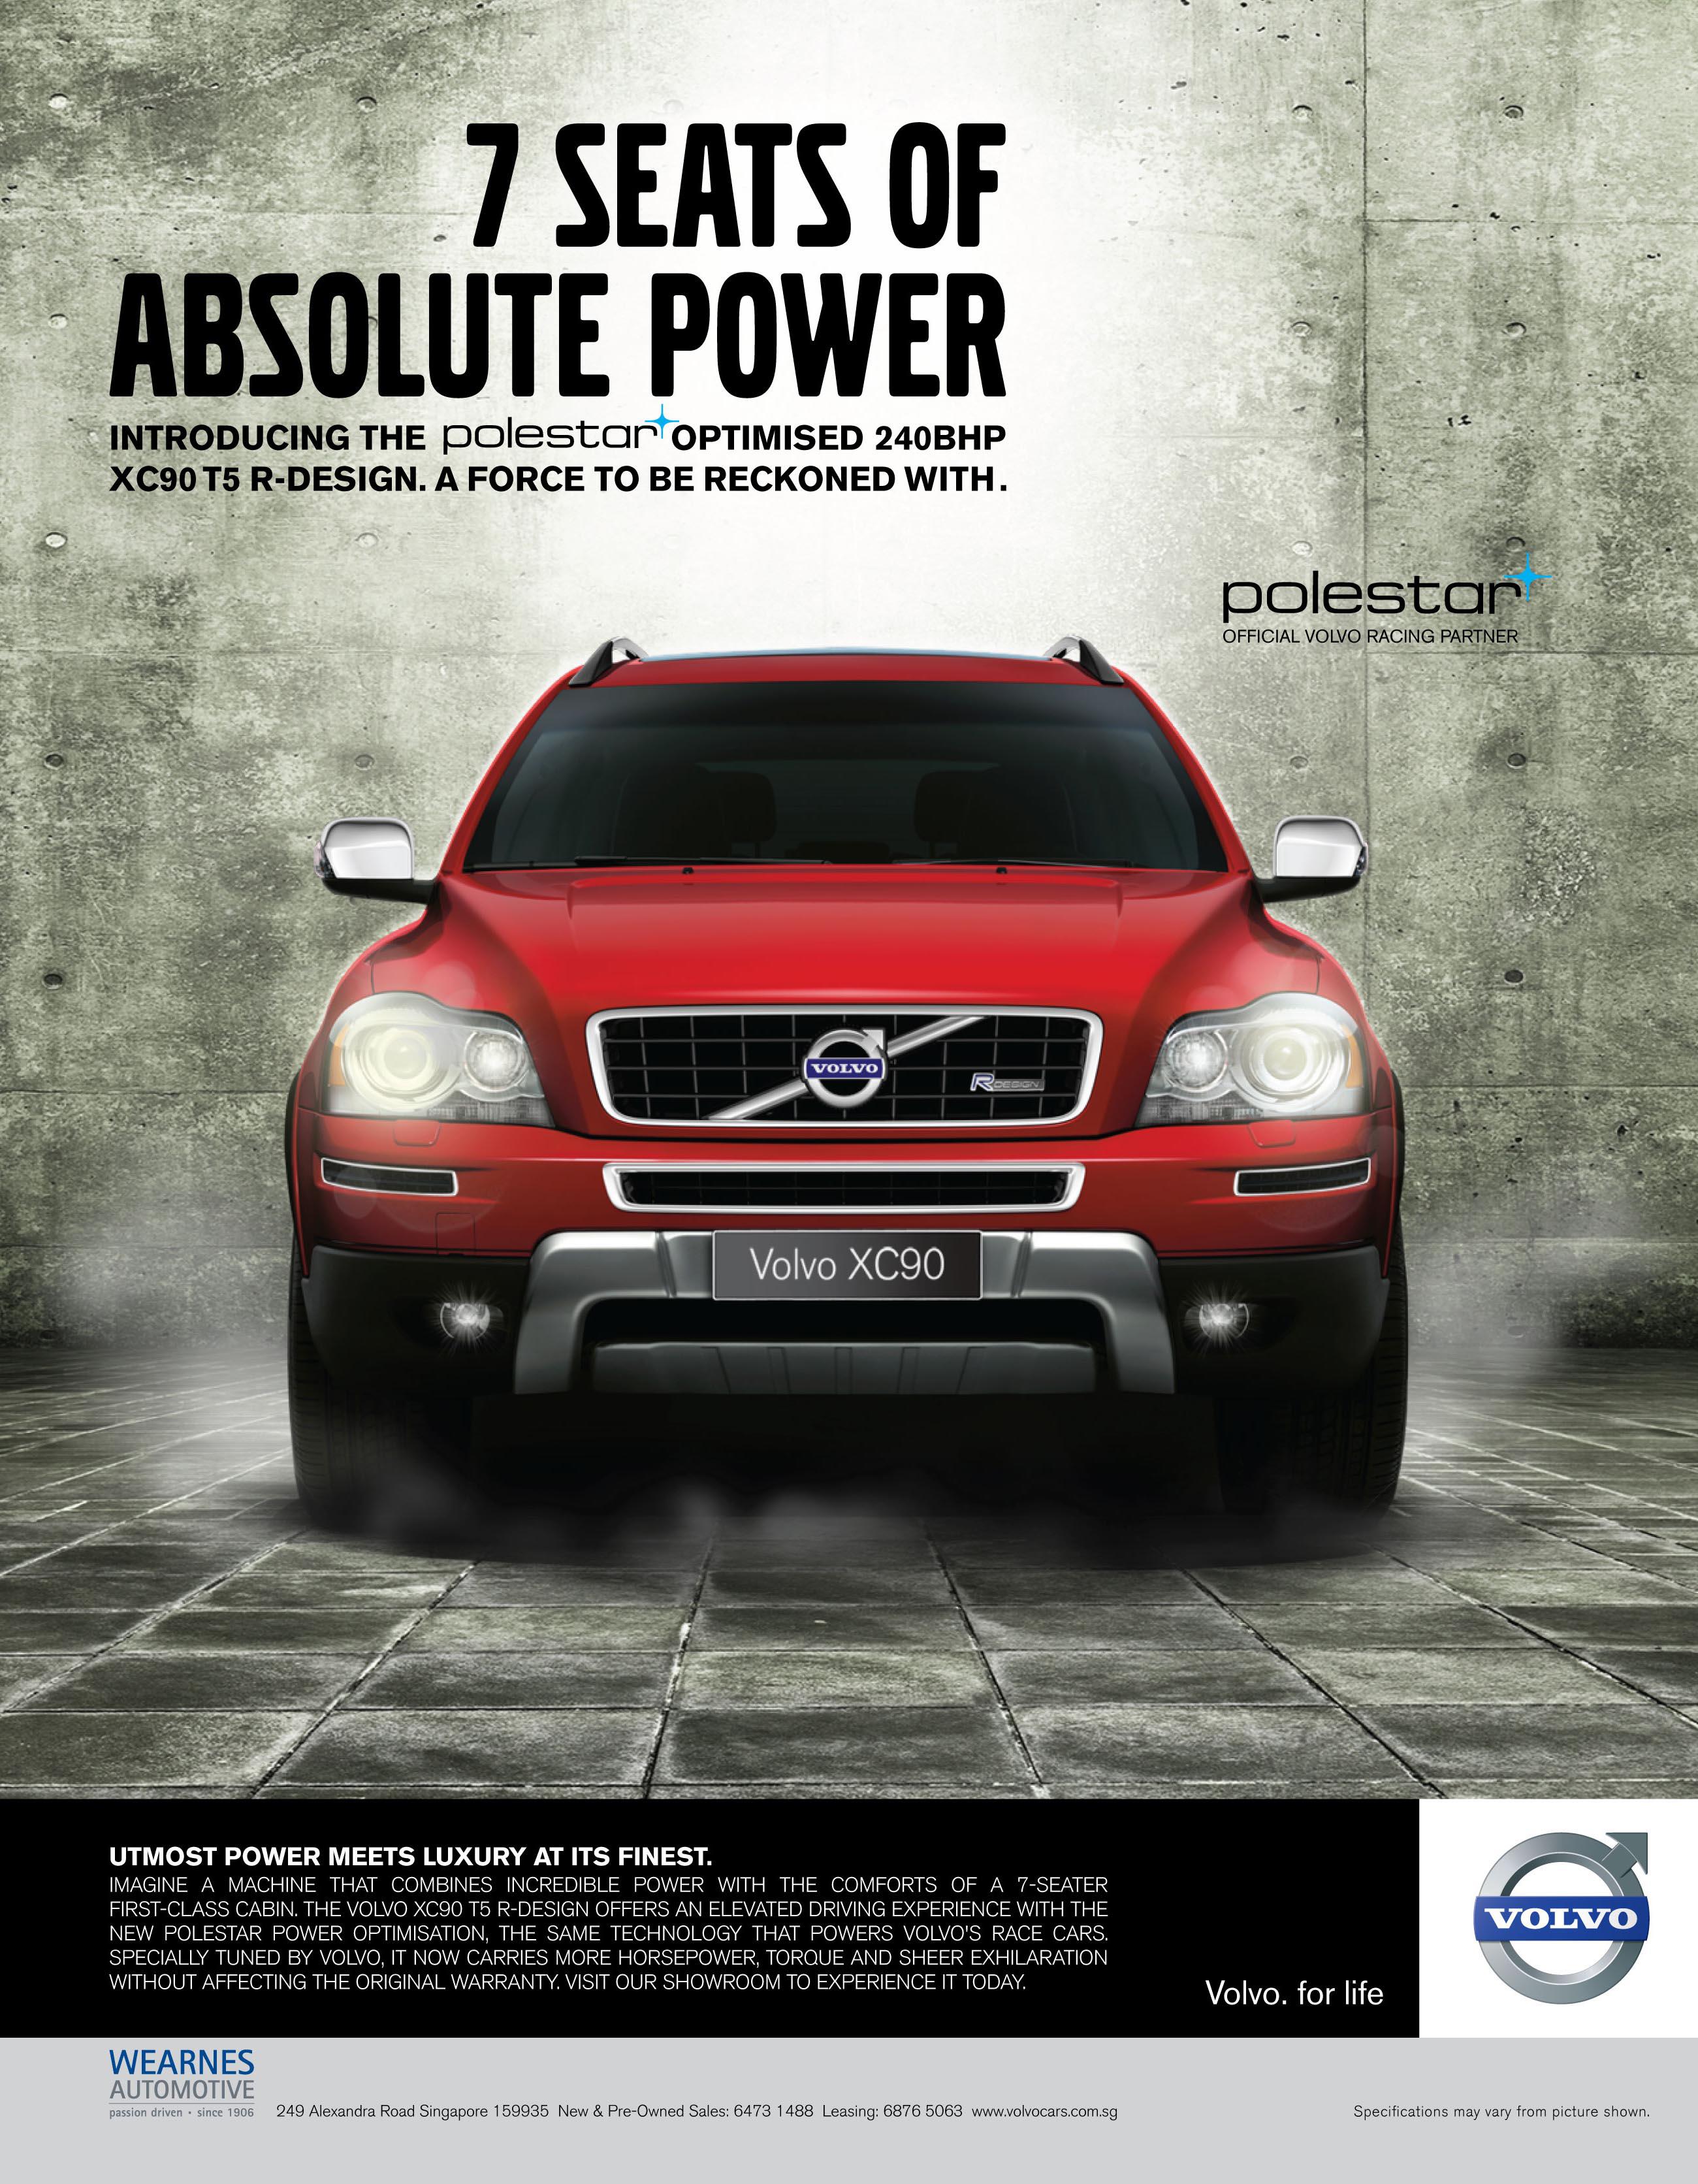 7 SEATS OF
ABSOLUTE POWER
INTRODUCING THE polestar OPTIMISED 240BHP
XC90 T5 R-DESIGN. A FORCE TO BE RECKONED WITH.
polestar
OFFICIAL VOLVO RACING PARTNER
VOLVO
R DESIGN
Volvo XC90
UTMOST POWER MEETS LUXURY AT ITS FINEST.
IMAGINE A MACHINE THAT COMBINES INCREDIBLE POWER WITH THE COMFORTS OF A 7-SEATER
FIRST-CLASS CABIN. THE VOLVO XC90 T5 R-DESIGN OFFERS AN ELEVATED DRIVING EXPERIENCE WITH THE
NEW POLESTAR POWER OPTIMISATION, THE SAME TECHNOLOGY THAT POWERS VOLVO'S RACE CARS.
SPECIALLY TUNED BY VOLVO, IT NOW CARRIES MORE HORSEPOWER, TORQUE AND SHEER EXHILARATION
WITHOUT AFFECTING THE ORIGINAL WARRANTY. VISIT OUR SHOWROOM TO EXPERIENCE IT TODAY.
Volvo. for life
VOLVO
WEARNES
AUTOMOTIVE
passion driven • since 1906
249 Alexandra Road Singapore 159935 New & Pre-Owned Sales: 6473 1488 Leasing: 6876 5063 www.volvocars.com.sg
Specifications may vary from picture shown.